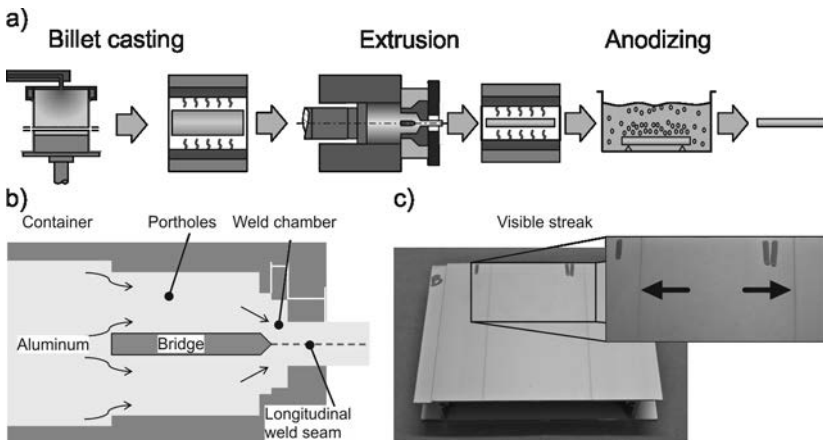 a)
Billet casting
Extrusion
Anodizing
b)
Container
Portholes
Weld chamber
Aluminum
Bridge
Longitudinal
weld seam
c)
Visible streak